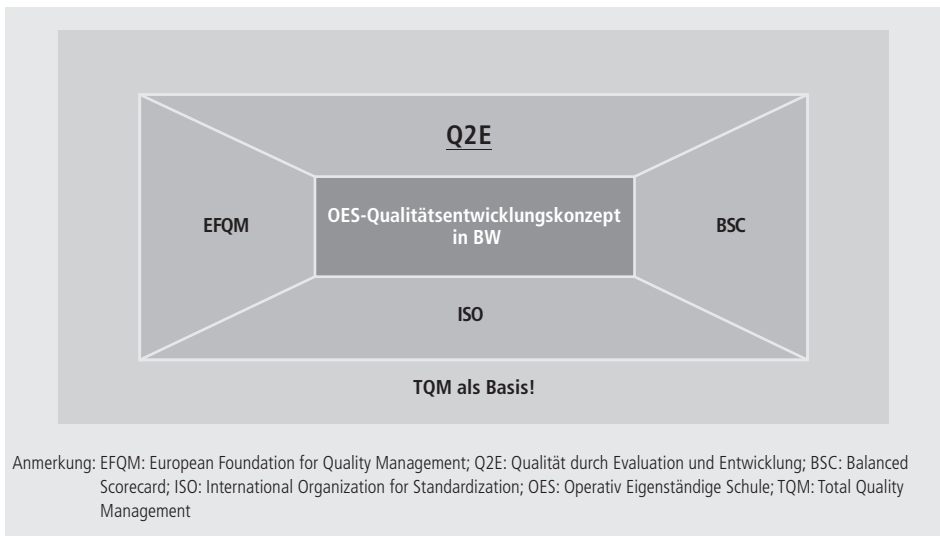 Q2E
EFQM
OES-Qualitätsentwicklungskonzept
in BW
BSC
ISO
TQM als Basis!
Anmerkung: EFQM: European Foundation for Quality Management; Q2E: Qualität durch Evaluation und Entwicklung; BSC: Balanced
Scorecard; ISO: International Organization for Standardization; OES: Operativ Eigenständige Schule; TQM: Total Quality
Management